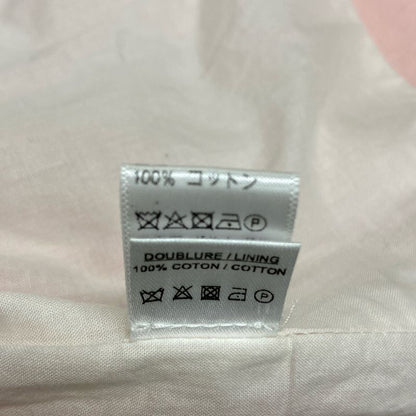 100% コットン
P
DOUBLURE / LINING
100% COTON / COTTON
P